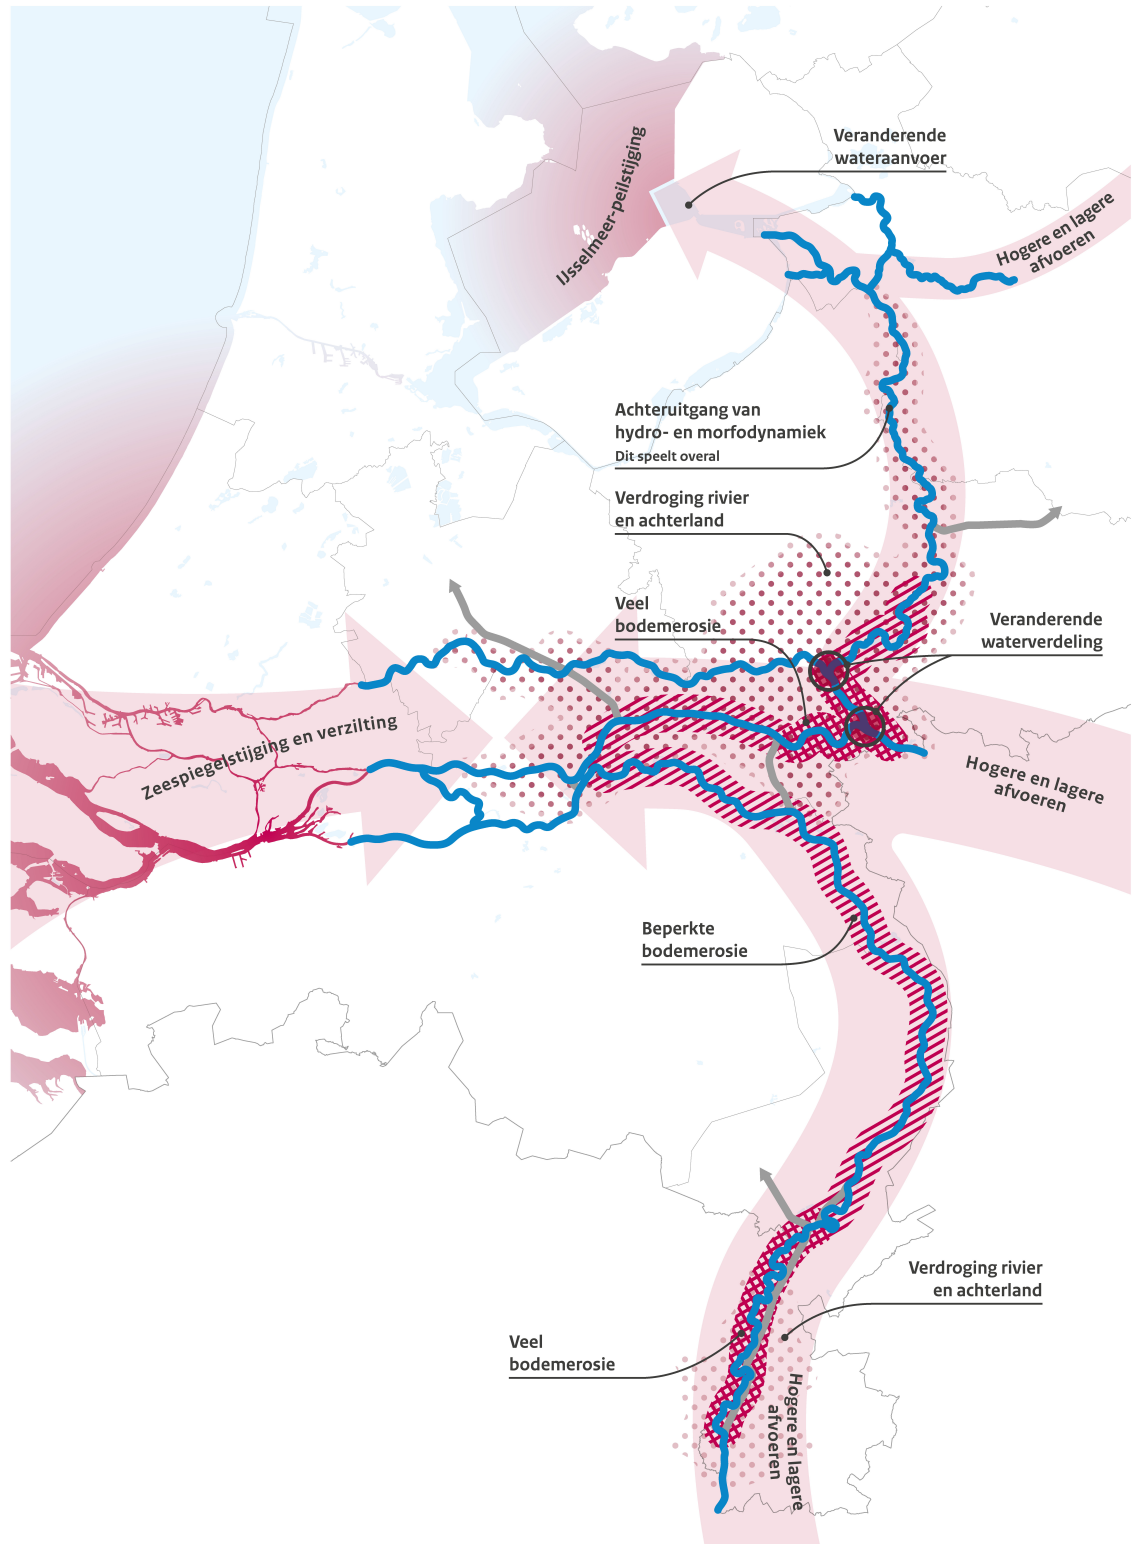 Veranderende
wateraanvoer
IJsselmeer-peilstijging
Hogere en lagere
afvoeren
Achteruitgang van
hydro- en morfodynamiek
Dit speelt overal
Verdroging rivier
en achterland
Veel
bodemerosie
Veranderende
waterverdeling
Zeespiegelstijging en verzilting
Hogere en lagere
afvoeren
Beperkte
bodemerosie
Verdroging rivier
en achterland
Veel
bodemerosie
Hogere en lagere
afvoeren